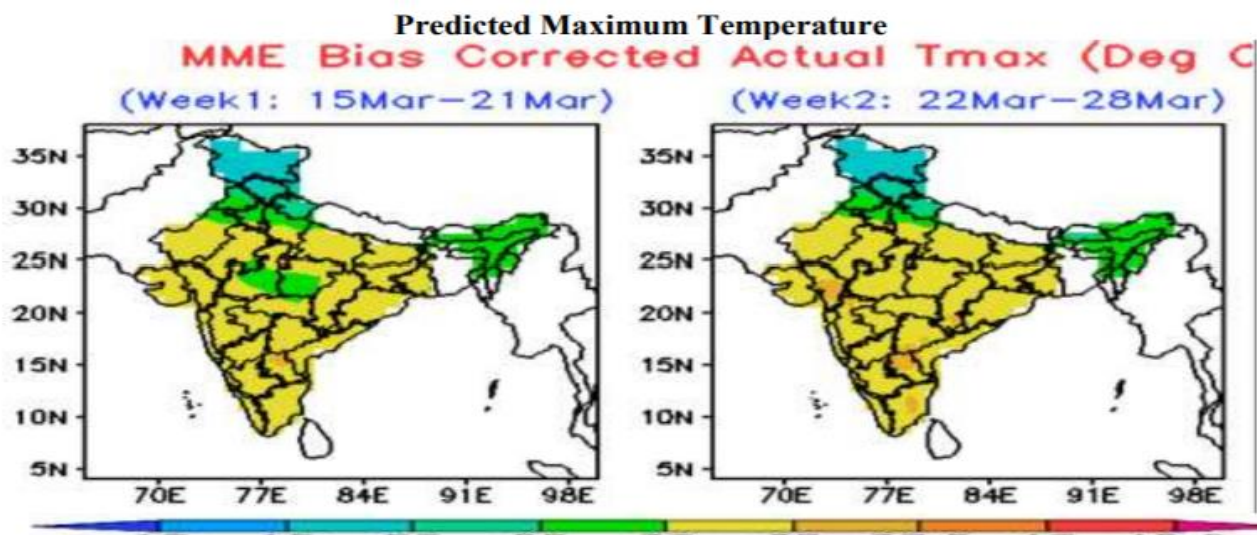 Predicted Maximum Temperature
MME Bias Corrected Actual Tmax (Deg C
(Week1: 15Mar-21Mar) (Week2: 22Mar-28Mar)
35N 35N
30N 30N
25N 25N
20N 20N
15N 15N
10N 10N
5N 5N
70E 77E 84E 91E 98E 70E 77E 84E 91E 98E